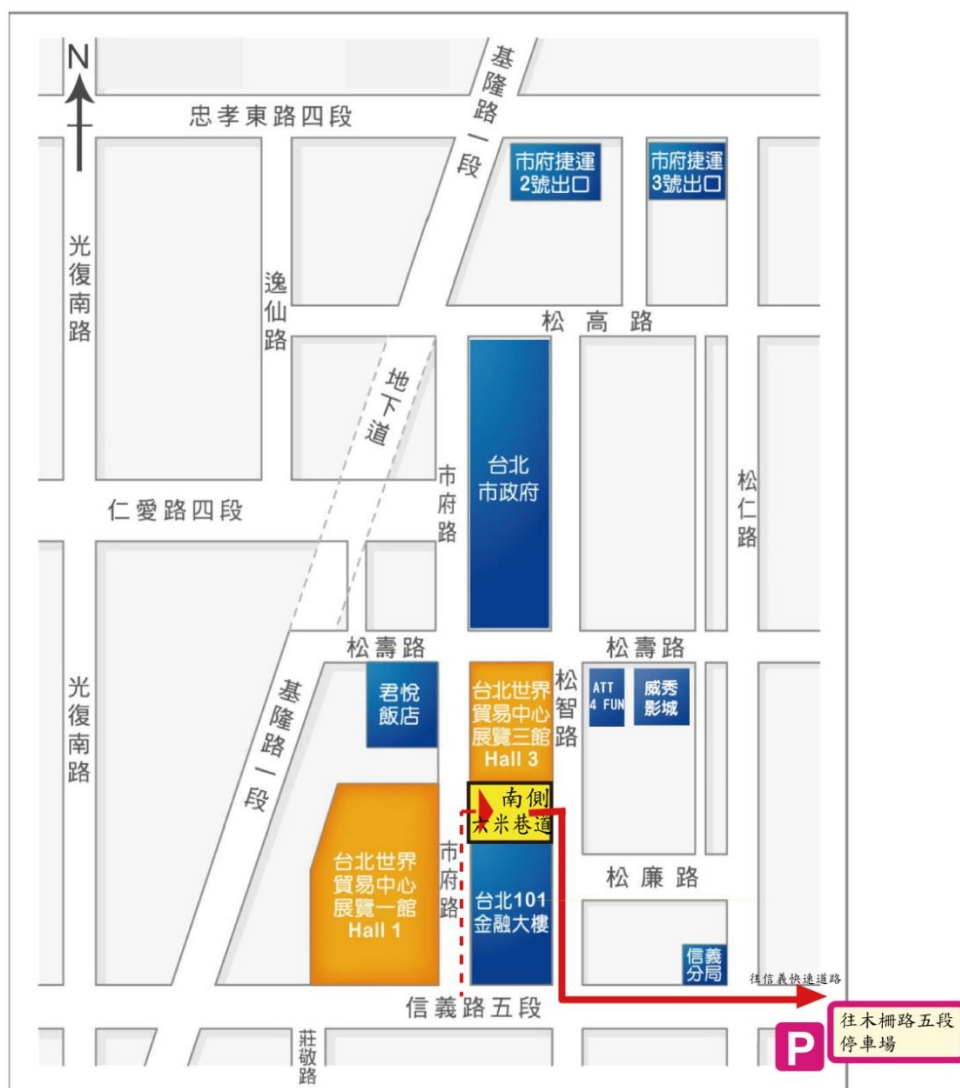 N
基隆路一段
忠孝東路四段
市府捷運
2號出口
市府捷運
3號出口
光復南路
逸仙路
松高路
地下道
台北
市政府
市府路
松仁路
仁愛路四段
松壽路
松壽路
君悅
飯店
台北世界
貿易中心
展覽三館
Hall 3
松智路
ATT
4 FUN
威秀
影城
光復南路
基隆路一段
南側
六米巷道
台北世界
貿易中心
展覽一館
Hall 1
市府路
台北101
金融大樓
松廉路
信義
分局
往信義快速道路
信義路五段
莊敬路
P
往木柵路五段
停車場